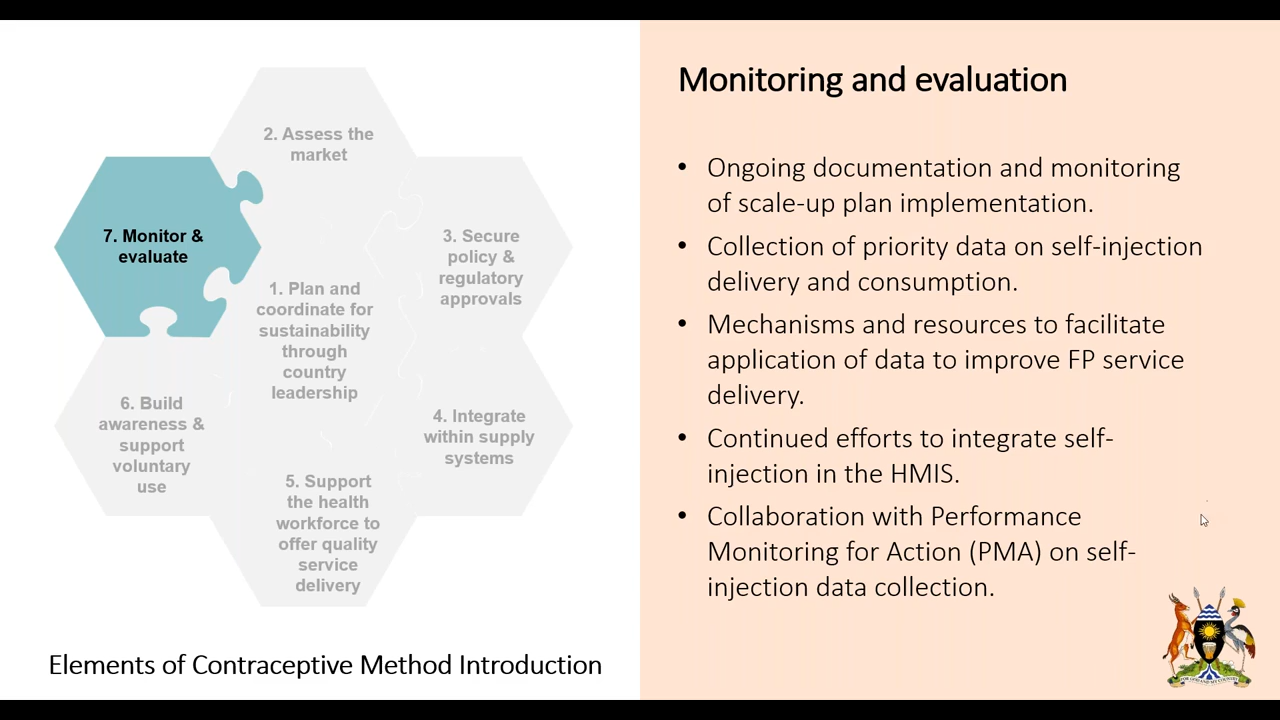 2. Assess the
market
7. Monitor &
evaluate
3. Secure
policy &
regulatory
approvals
1. Plan and
coordinate for
sustainability
through
country
leadership
6. Build
awareness &
support
voluntary
use
4. Integrate
within supply
systems
5. Support
the health
workforce to
offer quality
service
delivery
Elements of Contraceptive Method Introduction
Monitoring and evaluation
• Ongoing documentation and monitoring
of scale-up plan implementation.
• Collection of priority data on self-injection
delivery and consumption.
• Mechanisms and resources to facilitate
application of data to improve FP service
delivery.
• Continued efforts to integrate self-
injection in the HMIS.
• Collaboration with Performance
Monitoring for Action (PMA) on self-
injection data collection.